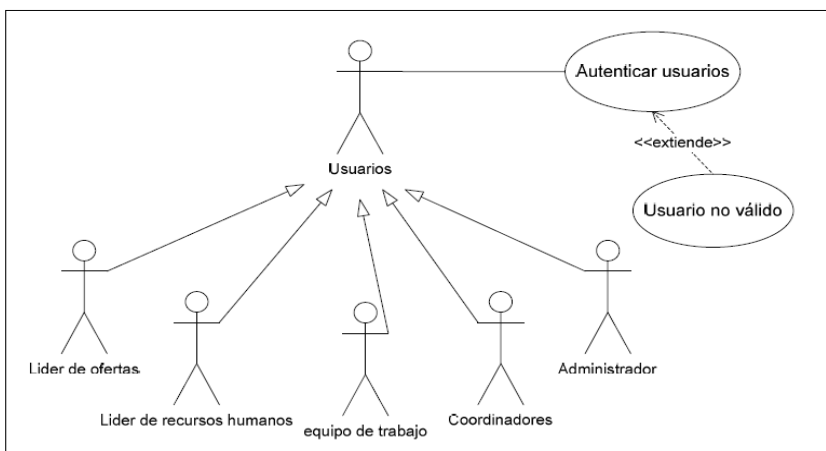 Autenticar usuarios
<<extiende>>
Usuarios
Usuario no válido
Lider de ofertas
Administrador
Lider de recursos humanos
equipo de trabajo
Coordinadores